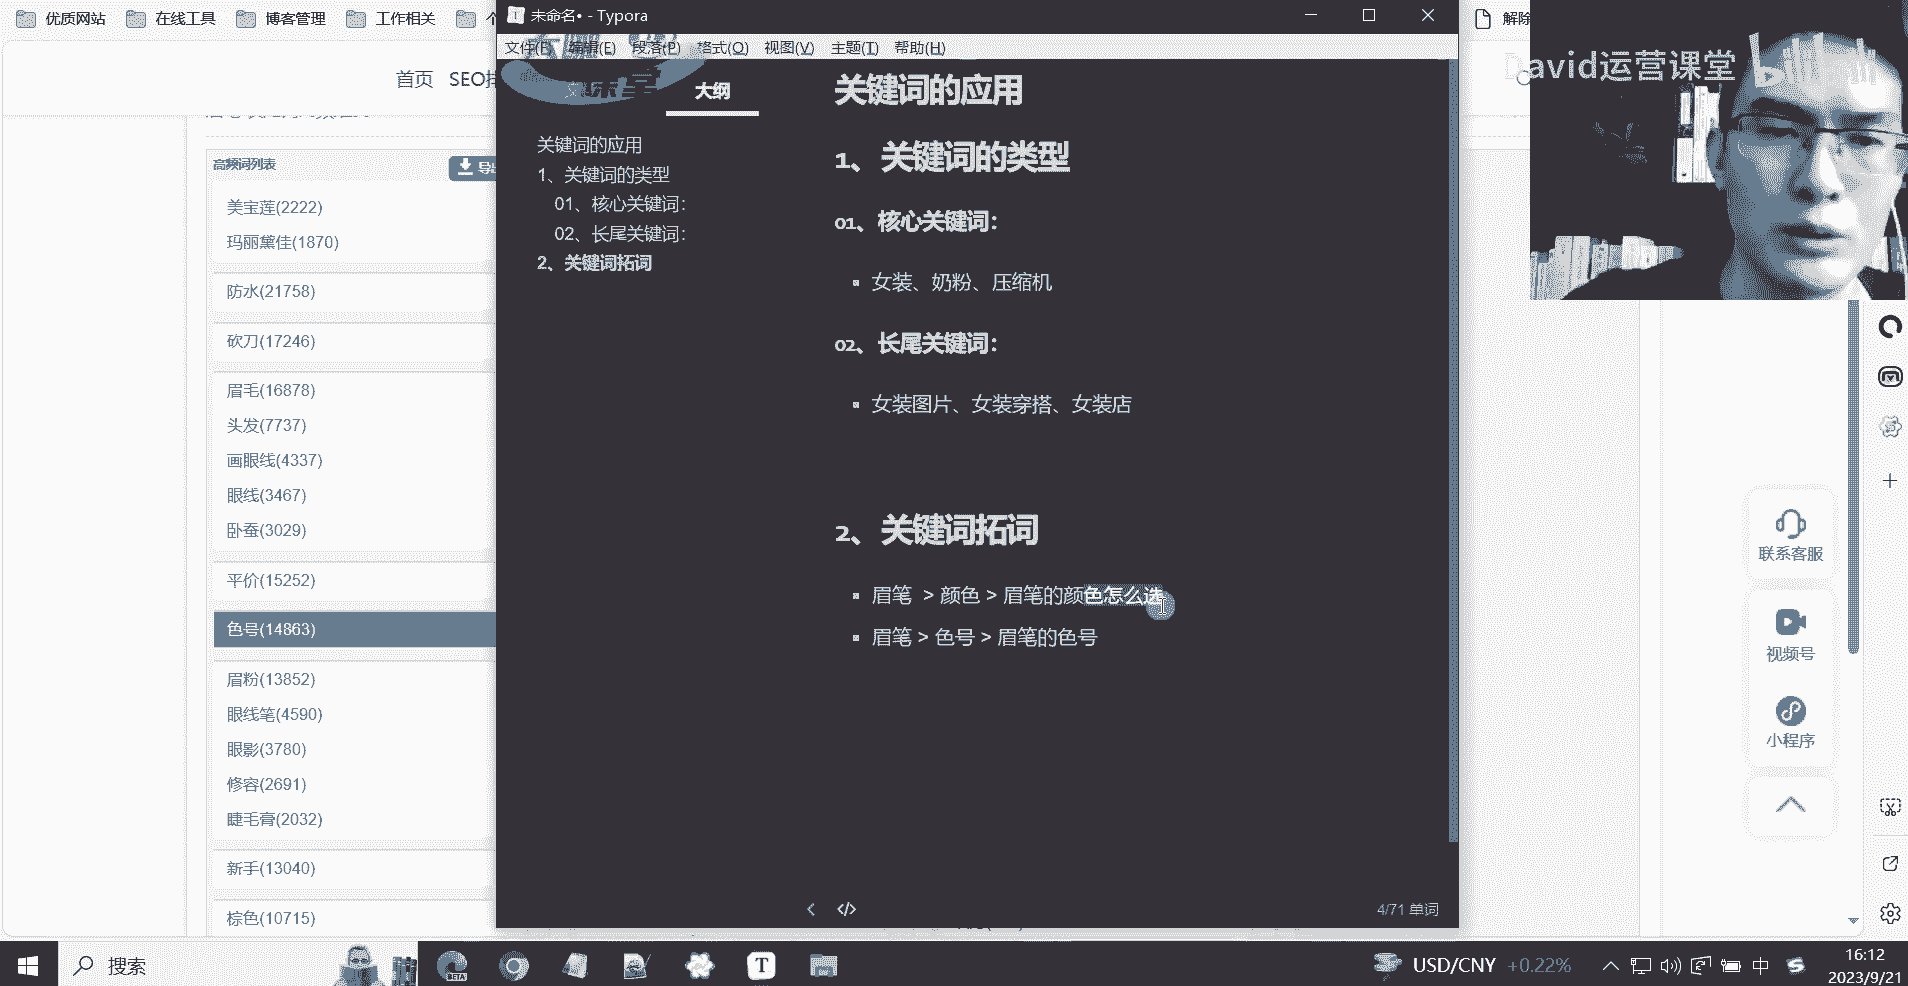 优质网站
在线工具
博客管理
工作相关
个
解除
未命名• - Typora
文件(F) 编辑(E) 段落(P) 格式(O) 视图(V) 主题(T) 帮助(H)
David运营课堂 bilibili
首页 SEO
大纲
关键词的应用
1、关键词的类型
01、核心关键词：
02、长尾关键词：
2、关键词拓词
关键词的应用
1、关键词的类型
01、核心关键词：
女装、奶粉、压缩机
02、长尾关键词：
女装图片、女装穿搭、女装店
2、关键词拓词
眉笔 > 颜色 > 眉笔的颜色怎么选
眉笔 > 色号 > 眉笔的色号
4/71 单词
高频词列表
导出
美宝莲(2222)
玛丽黛佳(1870)
防水(21758)
砍刀(17246)
眉毛(16878)
头发(7737)
画眼线(4337)
眼线(3467)
卧蚕(3029)
平价(15252)
色号(14863)
眉粉(13852)
眼线笔(4590)
眼影(3780)
修容(2691)
睫毛膏(2032)
新手(13040)
棕色(10715)
联系客服
视频号
小程序
搜索
BETA
USD/CNY +0.22%
中
16:12
2023/9/21